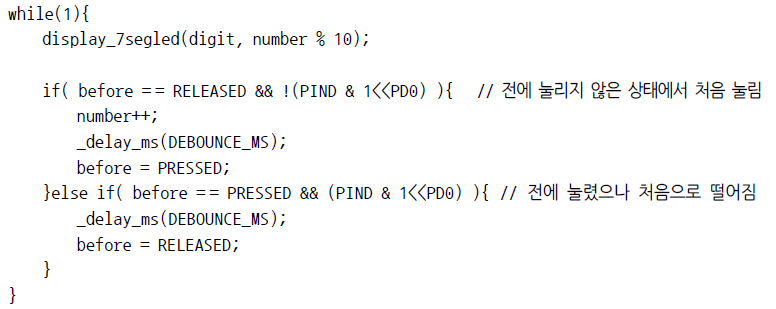 while(1){
display_7segled(digit, number % 10);
if( before == RELEASED && !(PIND & 1<<PD0) ){ // 전에 눌리지 않은 상태에서 처음 눌림
number++;
_delay_ms(DEBOUNCE_MS);
before = PRESSED;
}else if( before == PRESSED && (PIND & 1<<PD0) ){ // 전에 눌렸으나 처음으로 떨어짐
_delay_ms(DEBOUNCE_MS);
before = RELEASED;
}
}